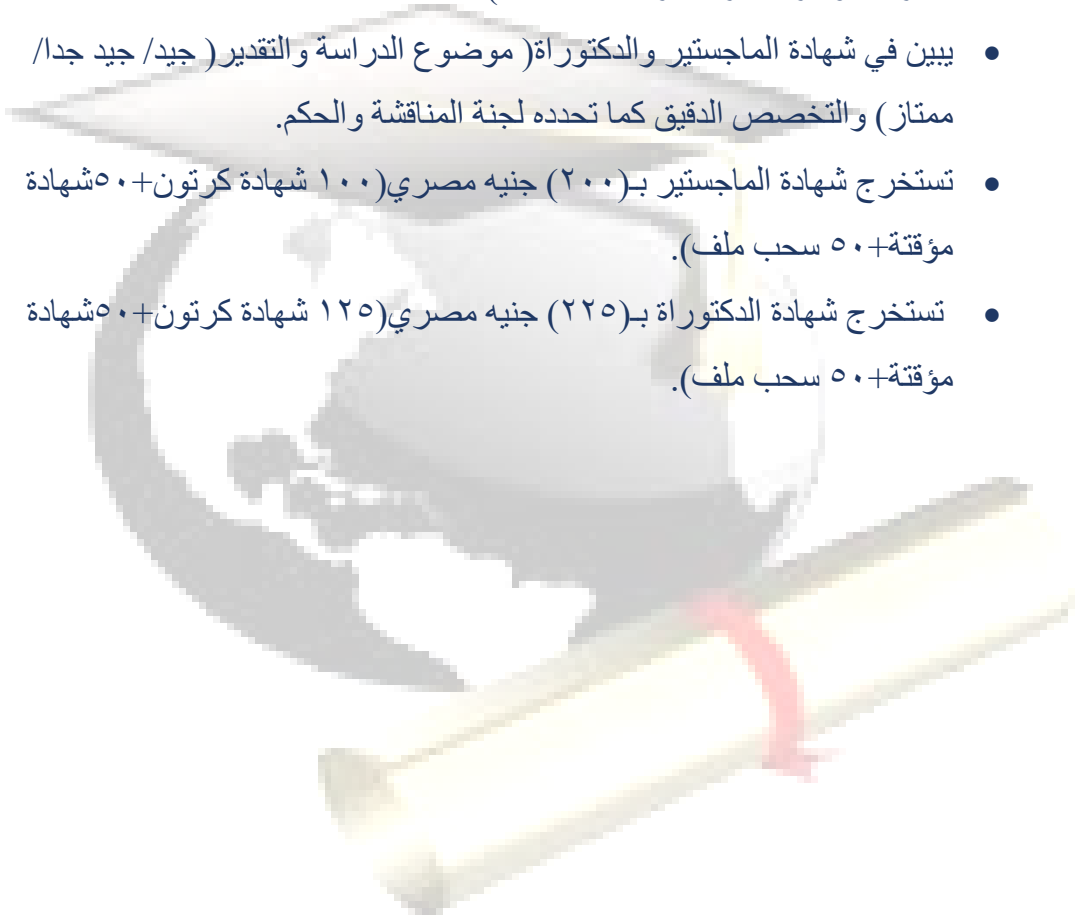 • يبين في شهادة الماجستير والدكتوراة( موضوع الدراسة والتقدير( جيد/ جيد جدا/
ممتاز) والتخصص الدقيق كما تحدده لجنة المناقشة والحكم.
• تستخرج شهادة الماجستير بـ(٢٠٠) جنيه مصري(١٠٠ شهادة كرتون+٥٠شهادة
مؤقتة+٥٠ سحب ملف).
• تستخرج شهادة الدكتوراة بـ(٢٢٥) جنيه مصري(١٢٥ شهادة كرتون+٥٠شهادة
مؤقتة+٥٠ سحب ملف).